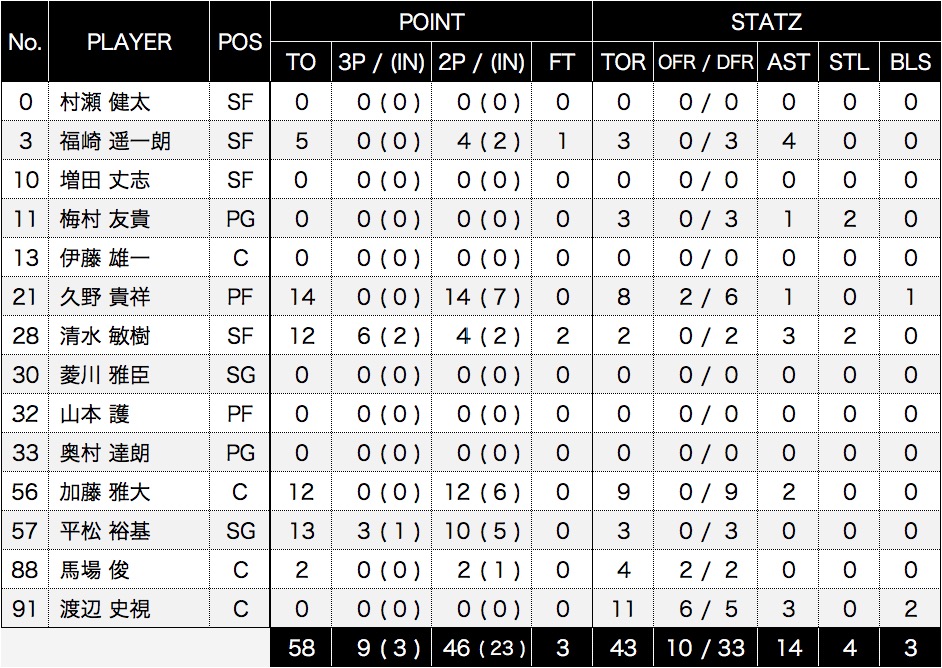 POINT STATZ
No. PLAYER POS TO 3P / (IN) 2P / (IN) FT TOR OFR / DFR AST STL BLS
0 村瀬 健太 SF 0 0 ( 0 ) 0 ( 0 ) 0 0 0 / 0 0 0 0
3 福崎 遥一朗 SF 5 0 ( 0 ) 4 ( 2 ) 1 3 0 / 3 4 0 0
10 増田 丈志 SF 0 0 ( 0 ) 0 ( 0 ) 0 0 0 / 0 0 0 0
11 梅村 友貴 PG 0 0 ( 0 ) 0 ( 0 ) 0 3 0 / 3 1 2 0
13 伊藤 雄一 C 0 0 ( 0 ) 0 ( 0 ) 0 0 0 / 0 0 0 0
21 久野 貴祥 PF 14 0 ( 0 ) 14 ( 7 ) 0 8 2 / 6 1 0 1
28 清水 敏樹 SF 12 6 ( 2 ) 4 ( 2 ) 2 2 0 / 2 3 2 0
30 菱川 雅臣 SG 0 0 ( 0 ) 0 ( 0 ) 0 0 0 / 0 0 0 0
32 山本 護 PF 0 0 ( 0 ) 0 ( 0 ) 0 0 0 / 0 0 0 0
33 奥村 達朗 PG 0 0 ( 0 ) 0 ( 0 ) 0 0 0 / 0 0 0 0
56 加藤 雅大 C 12 0 ( 0 ) 12 ( 6 ) 0 9 0 / 9 2 0 0
57 平松 裕基 SG 13 3 ( 1 ) 10 ( 5 ) 0 3 0 / 3 0 0 0
88 馬場 俊 C 2 0 ( 0 ) 2 ( 1 ) 0 4 2 / 2 0 0 0
91 渡辺 史視 C 0 0 ( 0 ) 0 ( 0 ) 0 11 6 / 5 3 0 2
58 9 ( 3 ) 46 ( 23 ) 3 43 10 / 33 14 4 3